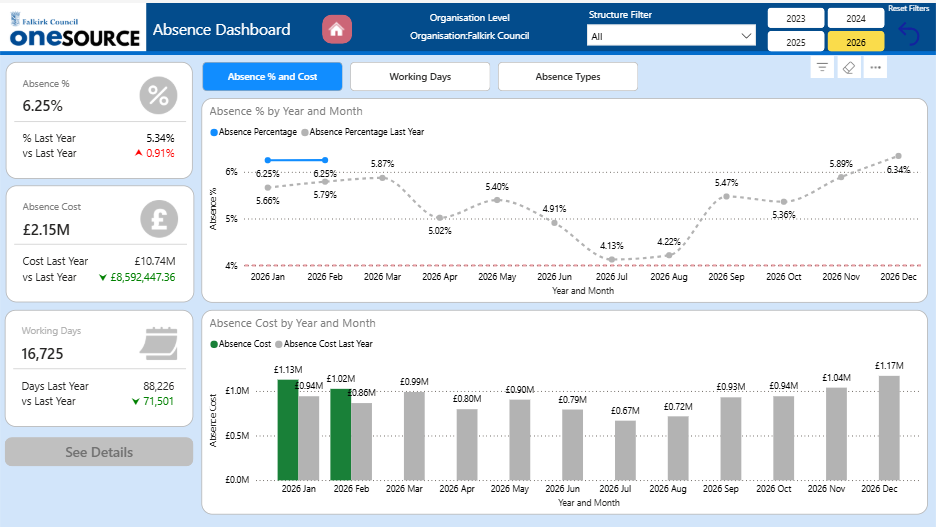 Falkirk Council
oneSOURCE
Absence Dashboard
Organisation Level
Organisation:Falkirk Council
Structure Filter
All
2023
2024
2025
2026
Reset Filters
Absence %
6.25%
% Last Year 5.34%
vs Last Year 0.91%
Absence Cost
£2.15M
Cost Last Year £10.74M
vs Last Year £8,592,447.36
Working Days
16,725
Days Last Year 88,226
vs Last Year 71,501
See Details
Absence % and Cost
Working Days
Absence Types
Absence % by Year and Month
Absence Percentage Absence Percentage Last Year
Absence %
6%
5%
4%
6.25% 6.25%
5.66% 5.79% 5.87% 5.02% 5.40% 4.91% 4.13% 4.22% 5.47% 5.36% 5.89% 6.34%
2026 Jan 2026 Feb 2026 Mar 2026 Apr 2026 May 2026 Jun 2026 Jul 2026 Aug 2026 Sep 2026 Oct 2026 Nov 2026 Dec
Year and Month
Absence Cost by Year and Month
Absence Cost Absence Cost Last Year
Absence Cost
£1.0M
£0.5M
£0.0M
£1.13M £0.94M £1.02M £0.86M £0.99M £0.80M £0.90M £0.79M £0.67M £0.72M £0.93M £0.94M £1.04M £1.17M
2026 Jan 2026 Feb 2026 Mar 2026 Apr 2026 May 2026 Jun 2026 Jul 2026 Aug 2026 Sep 2026 Oct 2026 Nov 2026 Dec
Year and Month